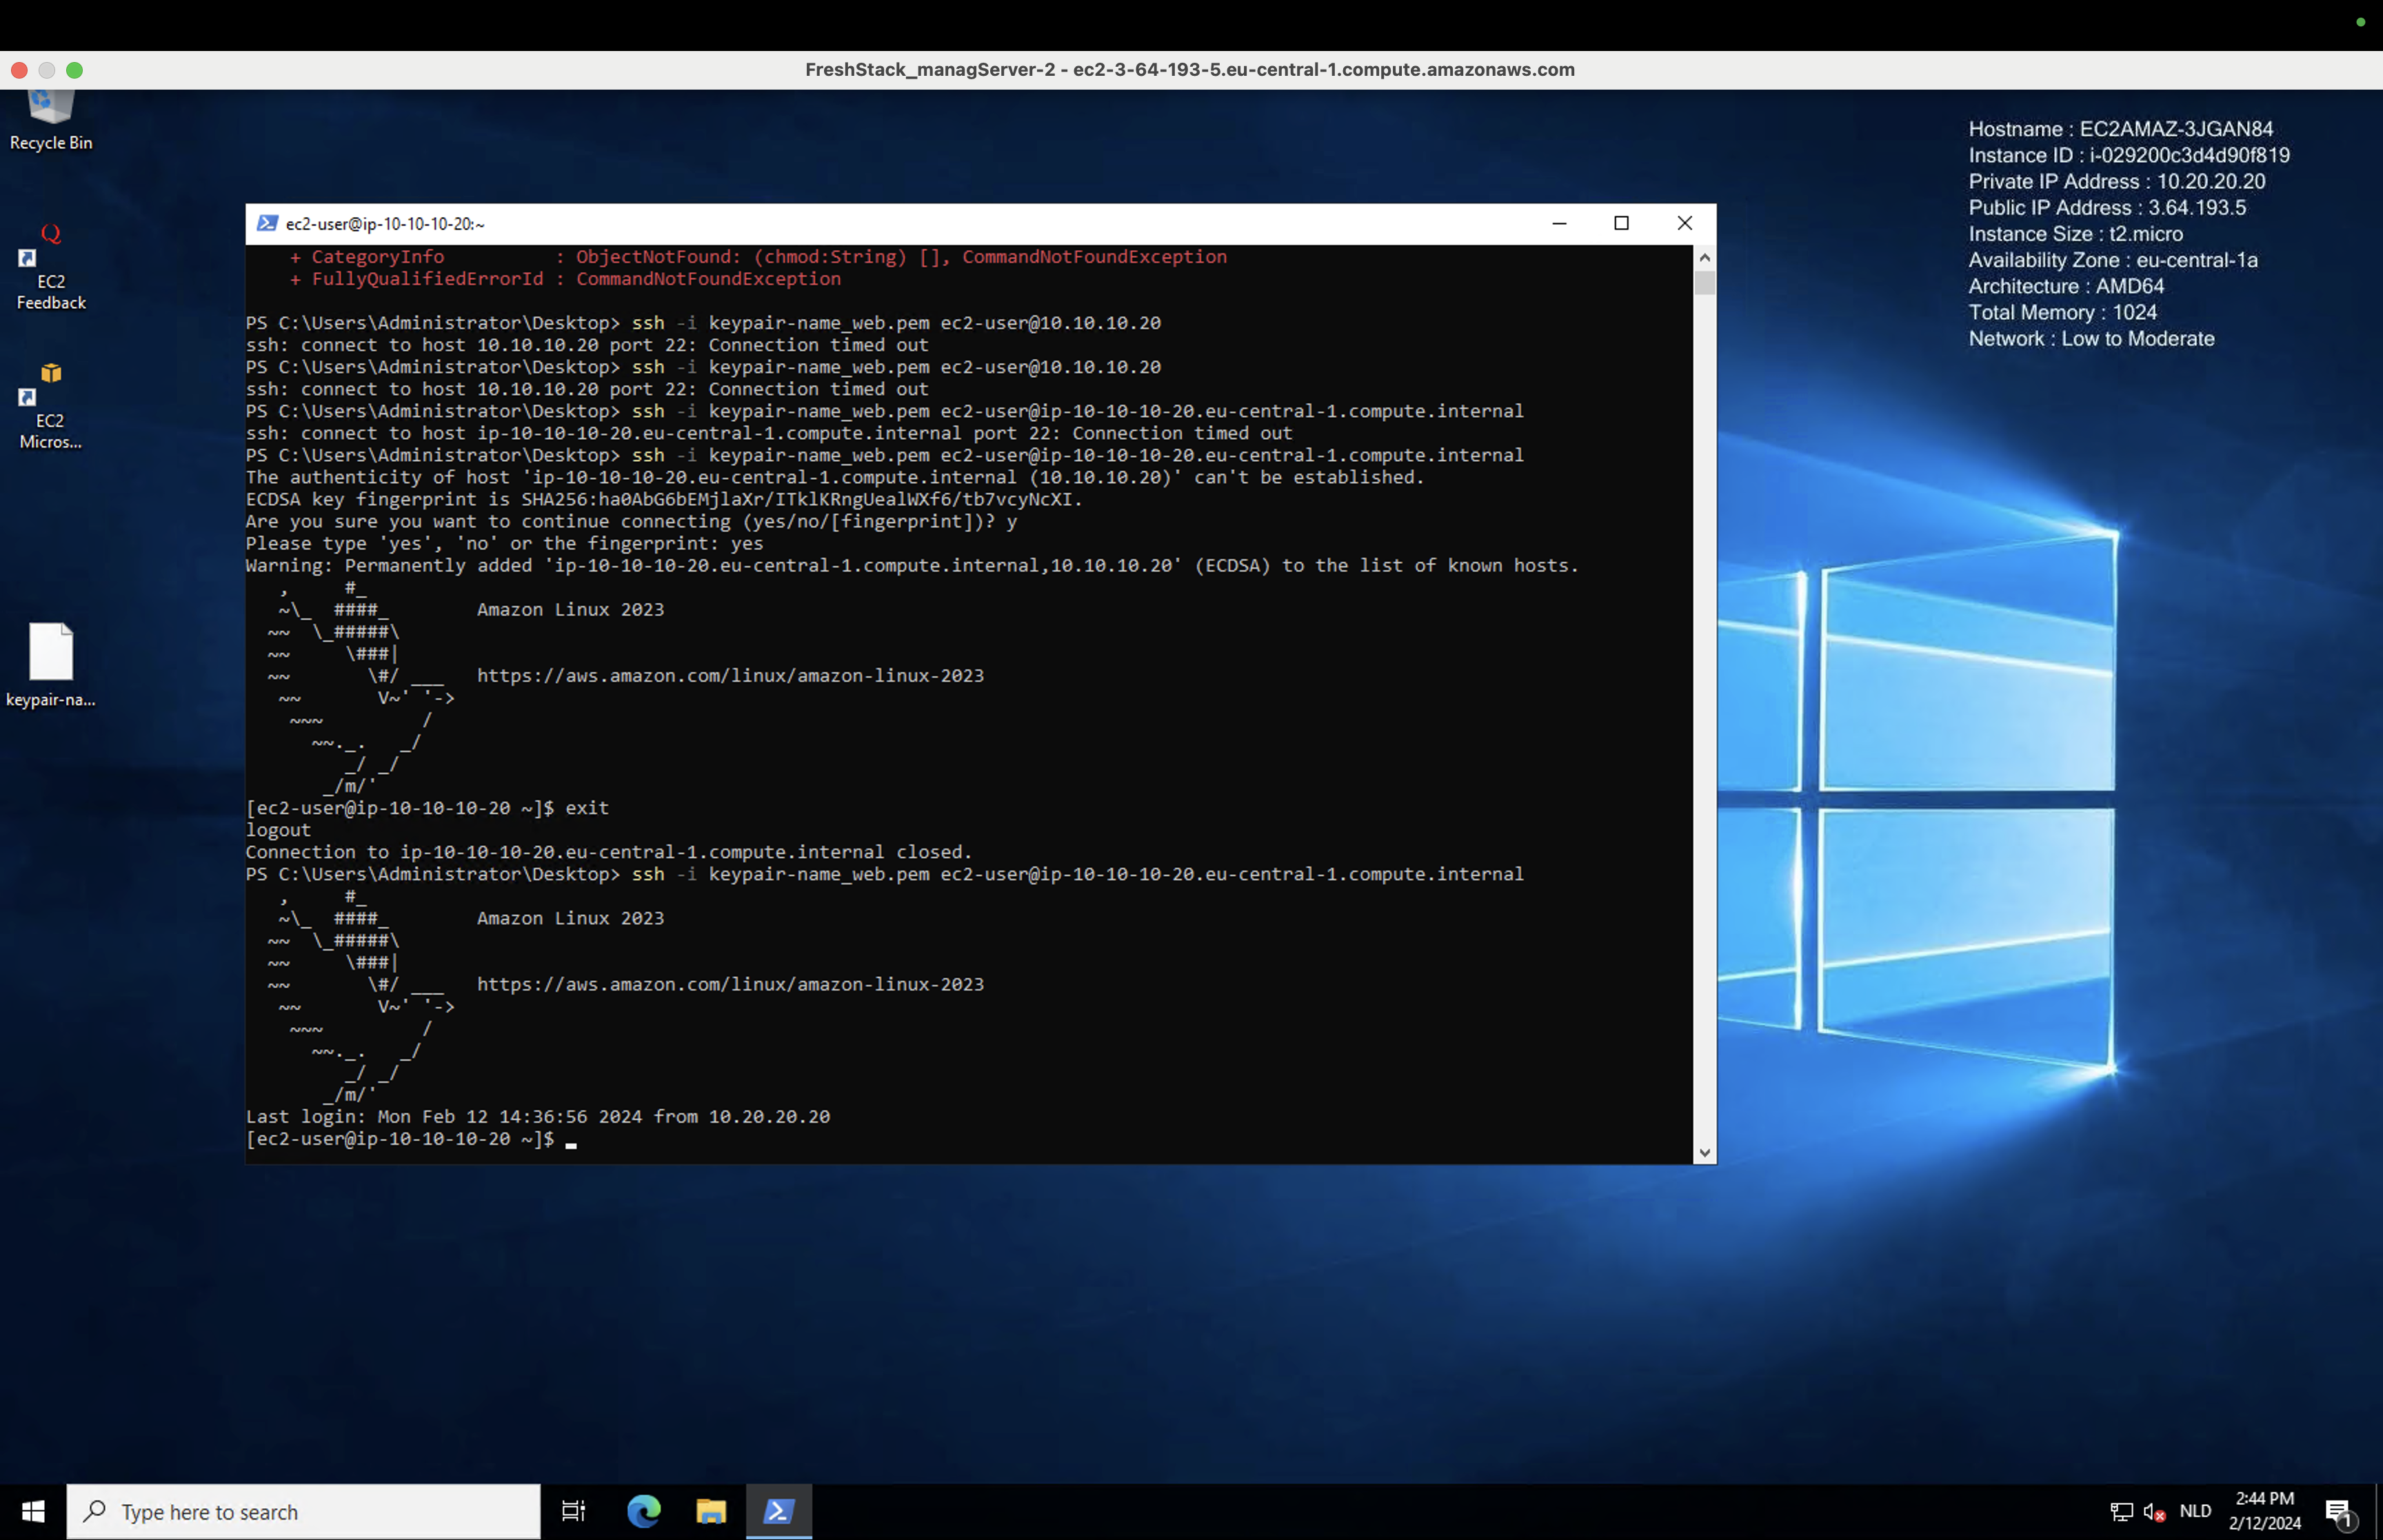 FreshStack_managServer-2 - ec2-3-64-193-5.eu-central-1.compute.amazonaws.com
Recycle Bin
EC2
Feedback
EC2
Micros...
keypair-na...
Hostname : EC2AMAZ-3JGAN84
Instance ID : i-029200c3d4d90f819
Private IP Address : 10.20.20.20
Public IP Address : 3.64.193.5
Instance Size : t2.micro
Availability Zone : eu-central-1a
Architecture : AMD64
Total Memory : 1024
Network : Low to Moderate
ec2-user@ip-10-10-10-20:~
    + CategoryInfo          : ObjectNotFound: (chmod:String) [], CommandNotFoundException
    + FullyQualifiedErrorId : CommandNotFoundException
PS C:\Users\Administrator\Desktop> ssh -i keypair-name_web.pem ec2-user@10.10.10.20
ssh: connect to host 10.10.10.20 port 22: Connection timed out
PS C:\Users\Administrator\Desktop> ssh -i keypair-name_web.pem ec2-user@10.10.10.20
ssh: connect to host 10.10.10.20 port 22: Connection timed out
PS C:\Users\Administrator\Desktop> ssh -i keypair-name_web.pem ec2-user@ip-10-10-10-20.eu-central-1.compute.internal
ssh: connect to host ip-10-10-10-20.eu-central-1.compute.internal port 22: Connection timed out
PS C:\Users\Administrator\Desktop> ssh -i keypair-name_web.pem ec2-user@ip-10-10-10-20.eu-central-1.compute.internal
The authenticity of host 'ip-10-10-10-20.eu-central-1.compute.internal (10.10.10.20)' can't be established.
ECDSA key fingerprint is SHA256:ha0AbG6bEMjlaXr/ITklKRngUealWXf6/tb7vcyNcXI.
Are you sure you want to continue connecting (yes/no/[fingerprint])? y
Please type 'yes', 'no' or the fingerprint: yes
Warning: Permanently added 'ip-10-10-10-20.eu-central-1.compute.internal,10.10.10.20' (ECDSA) to the list of known hosts.
   ,     #_
   ~\_  ####_        Amazon Linux 2023
  ~~  \_#####\
  ~~     \###|
  ~~       \#/ ___   https://aws.amazon.com/linux/amazon-linux-2023
   ~~       V~' '->
    ~~~         /
      ~~._.   _/
         _/ _/
       _/m/'
[ec2-user@ip-10-10-10-20 ~]$ exit
logout
Connection to ip-10-10-10-20.eu-central-1.compute.internal closed.
PS C:\Users\Administrator\Desktop> ssh -i keypair-name_web.pem ec2-user@ip-10-10-10-20.eu-central-1.compute.internal
   ,     #_
   ~\_  ####_        Amazon Linux 2023
  ~~  \_#####\
  ~~     \###|
  ~~       \#/ ___   https://aws.amazon.com/linux/amazon-linux-2023
   ~~       V~' '->
    ~~~         /
      ~~._.   _/
         _/ _/
       _/m/'
Last login: Mon Feb 12 14:36:56 2024 from 10.20.20.20
[ec2-user@ip-10-10-10-20 ~]$
Type here to search
NLD
2:44 PM
2/12/2024
1